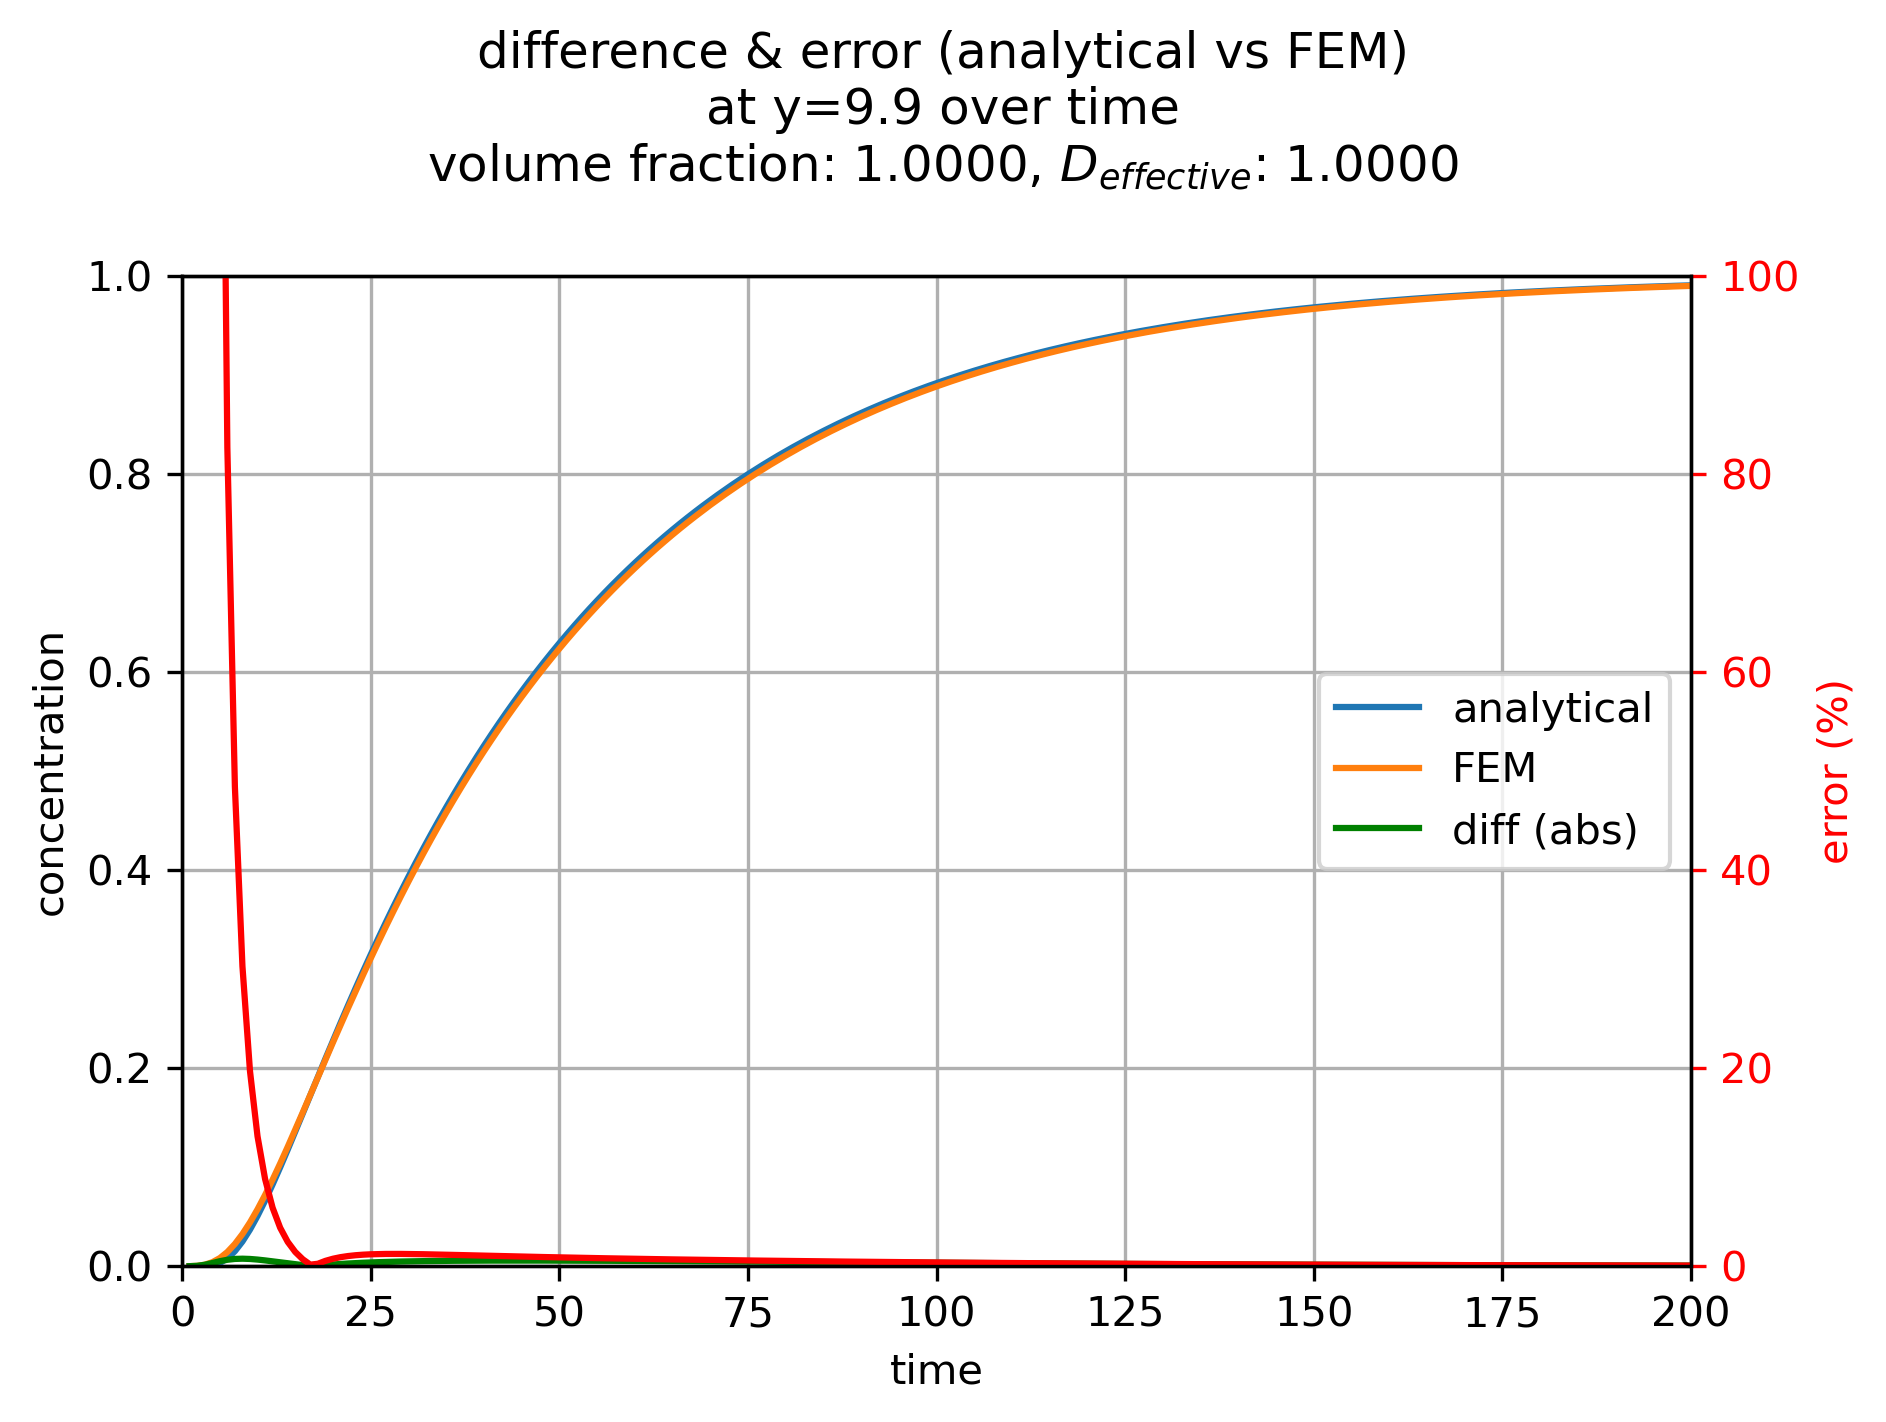 difference & error (analytical vs FEM)
at y=9.9 over time
volume fraction: 1.0000, D_effective: 1.0000
1.0
0.8
0.6
0.4
0.2
0.0
concentration
100
80
60
40
20
0
error (%)
analytical
FEM
diff (abs)
0 25 50 75 100 125 150 175 200
time